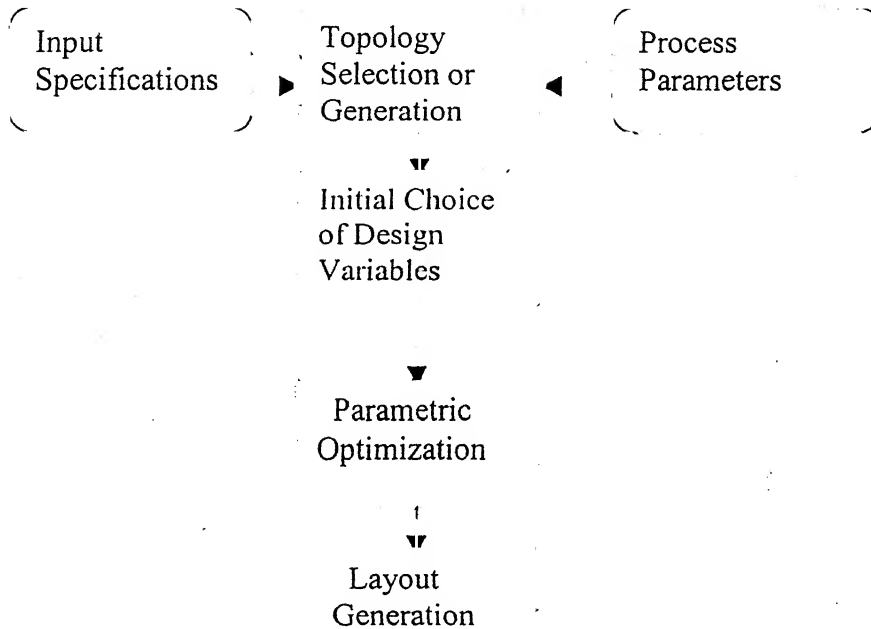 Input
Specifications
Topology
Selection or
Generation
Process
Parameters
Initial Choice
of Design
Variables
Parametric
Optimization
Layout
Generation